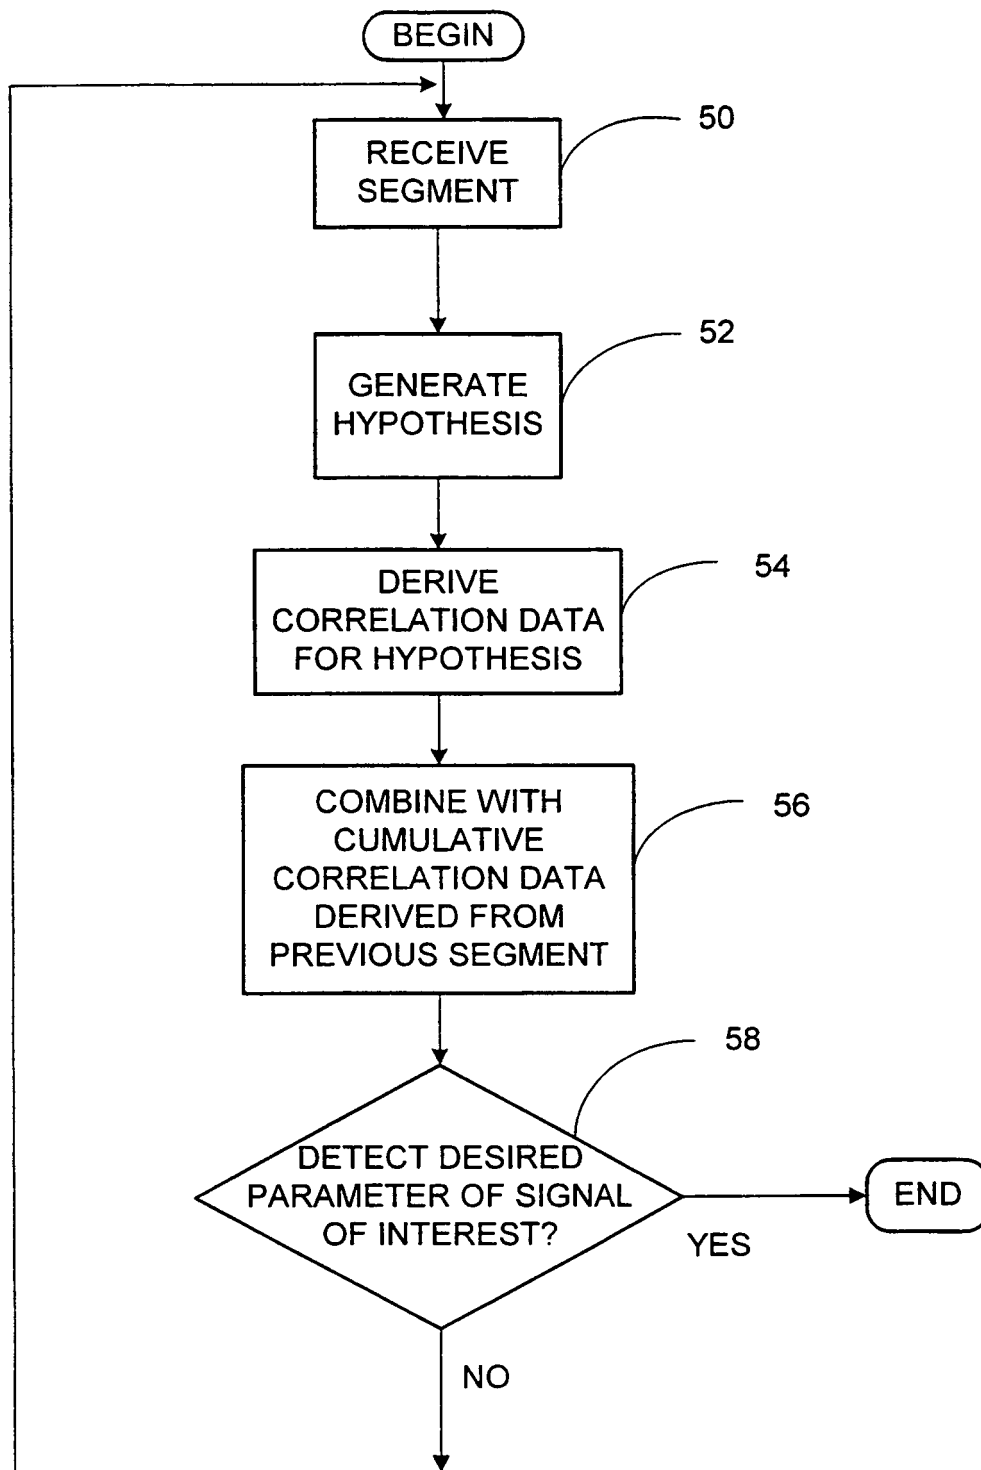 BEGIN
50
RECEIVE
SEGMENT
52
GENERATE
HYPOTHESIS
54
DERIVE
CORRELATION DATA
FOR HYPOTHESIS
56
COMBINE WITH
CUMULATIVE
CORRELATION DATA
DERIVED FROM
PREVIOUS SEGMENT
58
DETECT DESIRED
PARAMETER OF SIGNAL
OF INTEREST?
END
YES
NO